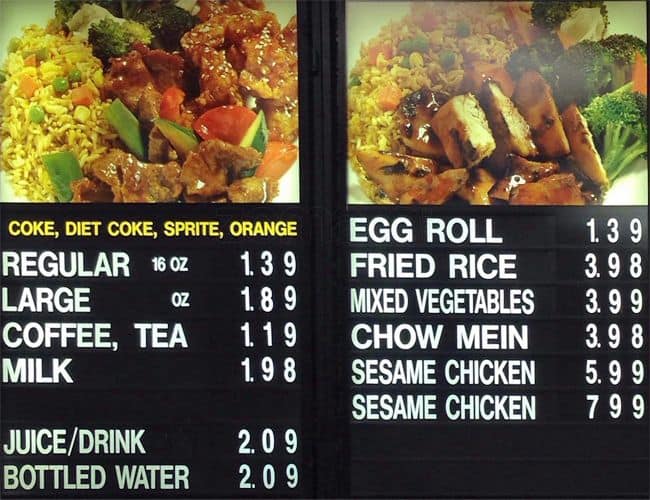 COKE, DIET COKE, SPRITE, ORANGE
REGULAR 16 OZ 1.39
LARGE OZ 1.89
COFFEE, TEA 1.19
MILK 1.98
JUICE/DRINK 2.09
BOTTLED WATER 2.09
EGG ROLL 1.39
FRIED RICE 3.98
MIXED VEGETABLES 3.99
CHOW MEIN 3.98
SESAME CHICKEN 5.99
SESAME CHICKEN 7 99